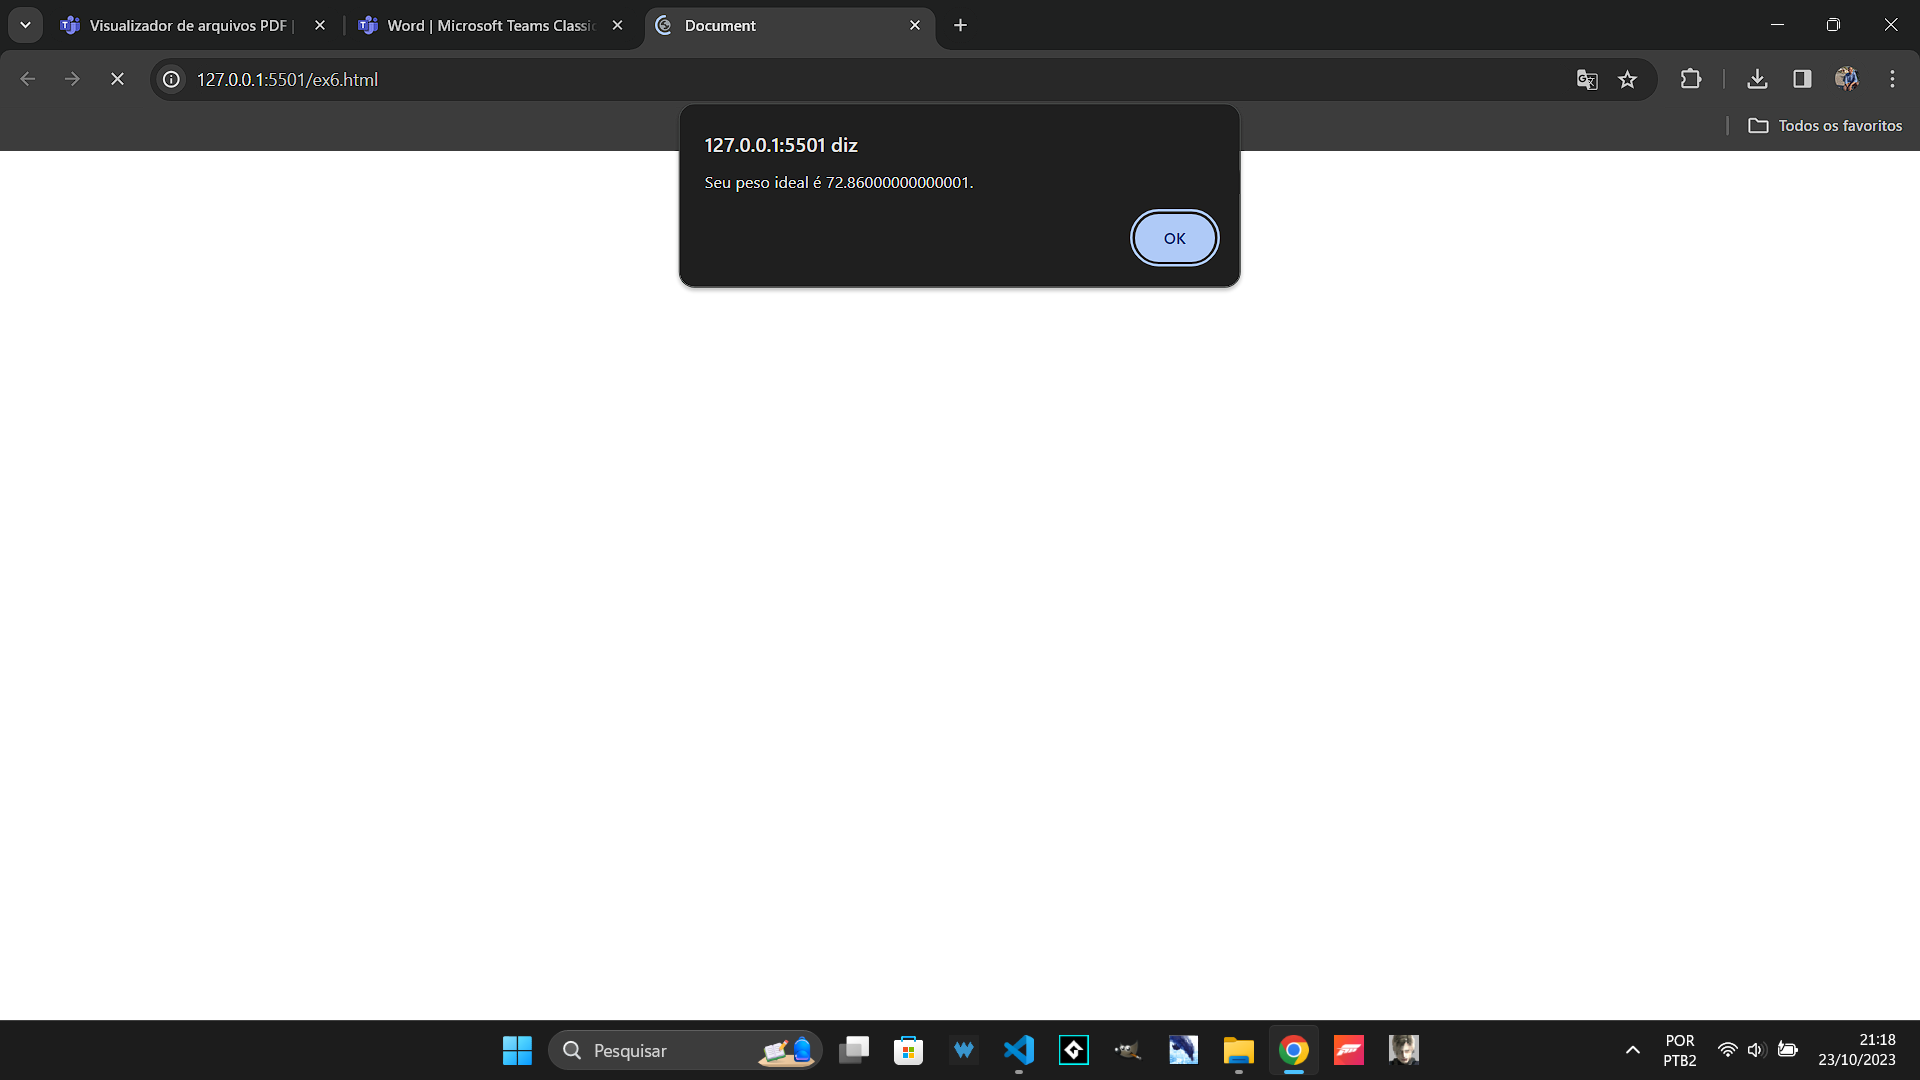 Visualizador de arquivos PDF |
Word | Microsoft Teams Classic
Document
127.0.0.1:5501/ex6.html
Todos os favoritos
127.0.0.1:5501 diz
Seu peso ideal é 72.86000000000001.
OK
Pesquisar
POR
PTB2
21:18
23/10/2023